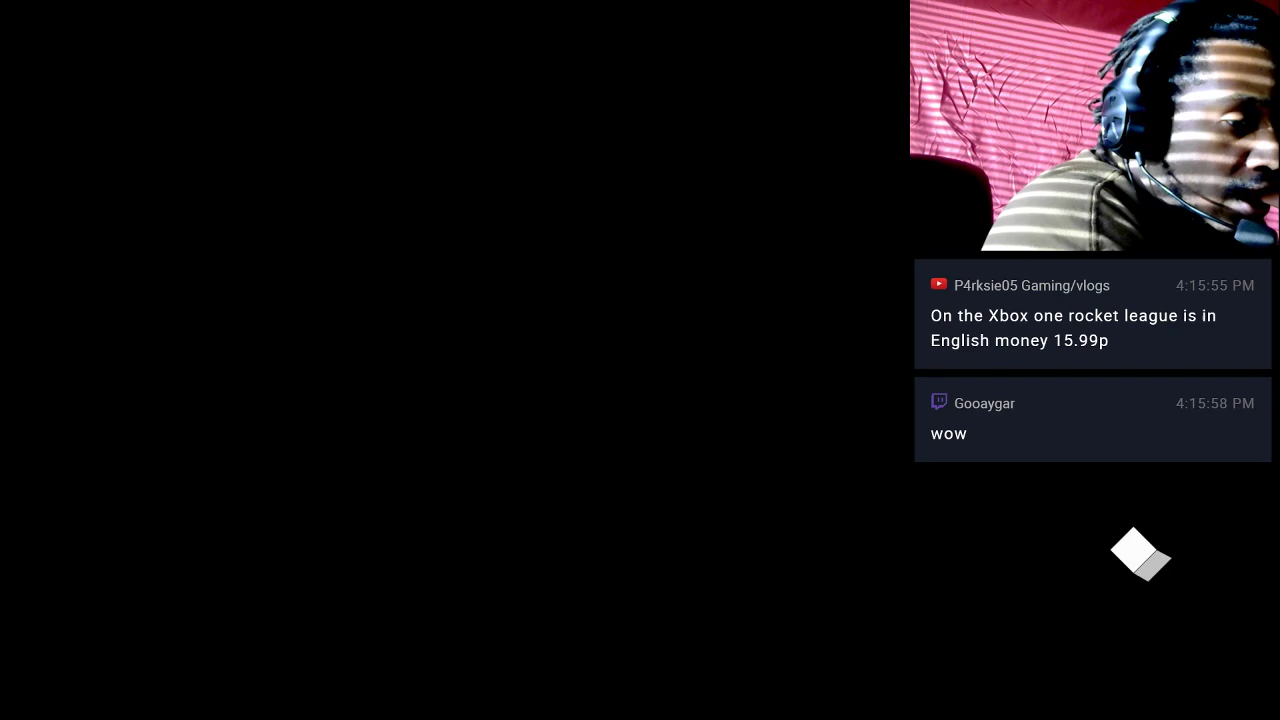 P4rksie05 Gaming/vlogs 4:15:55 PM
On the Xbox one rocket league is in
English money 15.99p
Gooaygar 4:15:58 PM
wow